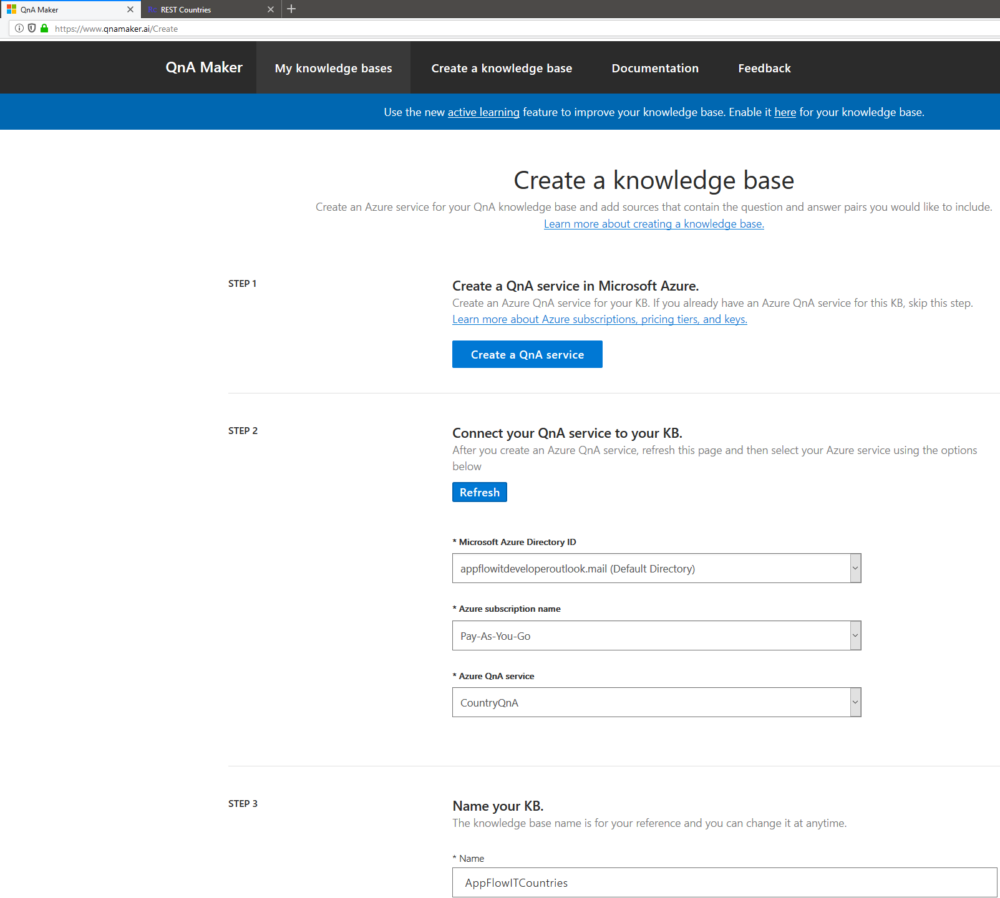 QnA Maker
REST Countries
https://www.qnamaker.ai/Create
QnA Maker
My knowledge bases
Create a knowledge base
Documentation
Feedback
Use the new active learning feature to improve your knowledge base. Enable it here for your knowledge base.
Create a knowledge base
Create an Azure service for your QnA knowledge base and add sources that contain the question and answer pairs you would like to include.
Learn more about creating a knowledge base.
STEP 1
Create a QnA service in Microsoft Azure.
Create an Azure QnA service for your KB. If you already have an Azure QnA service for this KB, skip this step.
Learn more about Azure subscriptions, pricing tiers, and keys.
Create a QnA service
STEP 2
Connect your QnA service to your KB.
After you create an Azure QnA service, refresh this page and then select your Azure service using the options
below
Refresh
* Microsoft Azure Directory ID
appflowitdeveloperoutlook.mail (Default Directory)
* Azure subscription name
Pay-As-You-Go
* Azure QnA service
CountryQnA
STEP 3
Name your KB.
The knowledge base name is for your reference and you can change it at anytime.
* Name
AppFlowITCountries